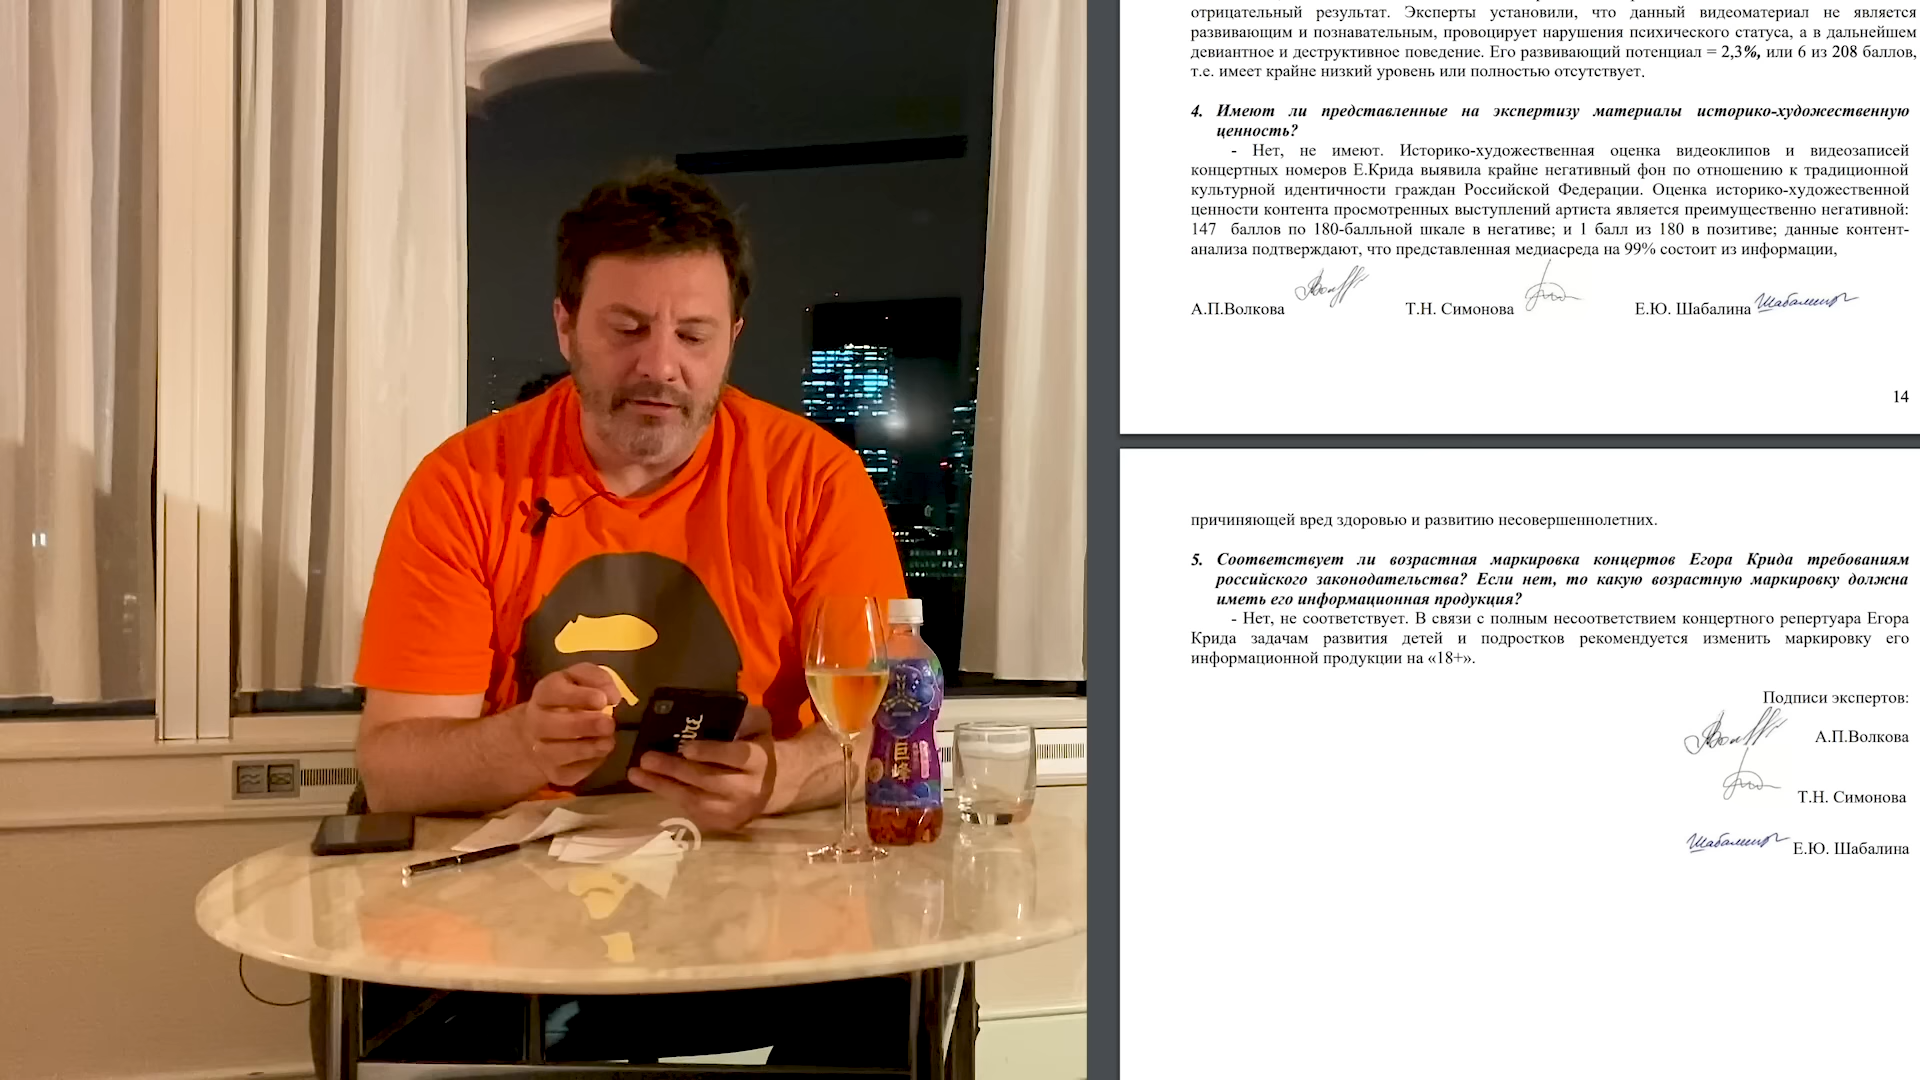 отрицательный результат. Эксперты установили, что данный видеоматериал не является
развивающим и познавательным, провоцирует нарушения психического статуса, а в дальнейшем
девиантное и деструктивное поведение. Его развивающий потенциал = 2,3%, или 6 из 208 баллов,
т.е. имеет крайне низкий уровень или полностью отсутствует.
4. Имеют ли представленные на экспертизу материалы историко-художественную
ценность?
- Нет, не имеют. Историко-художественная оценка видеоклипов и видеозаписей
концертных номеров Е.Крида выявила крайне негативный фон по отношению к традиционной
культурной идентичности граждан Российской Федерации. Оценка историко-художественной
ценности контента просмотренных выступлений артиста является преимущественно негативной:
147 баллов по 180-балльной шкале в негативе; и 1 балл из 180 в позитиве; данные контент-
анализа подтверждают, что представленная медиасреда на 99% состоит из информации,
А.П.Волкова Т.Н. Симонова Е.Ю. Шабалина
14
причиняющей вред здоровью и развитию несовершеннолетних.
5. Соответствует ли возрастная маркировка концертов Егора Крида требованиям
российского законодательства? Если нет, то какую возрастную маркировку должна
иметь его информационная продукция?
- Нет, не соответствует. В связи с полным несоответствием концертного репертуара Егора
Крида задачам развития детей и подростков рекомендуется изменить маркировку его
информационной продукции на «18+».
Подписи экспертов:
А.П.Волкова
Т.Н. Симонова
Е.Ю. Шабалина
巨峰